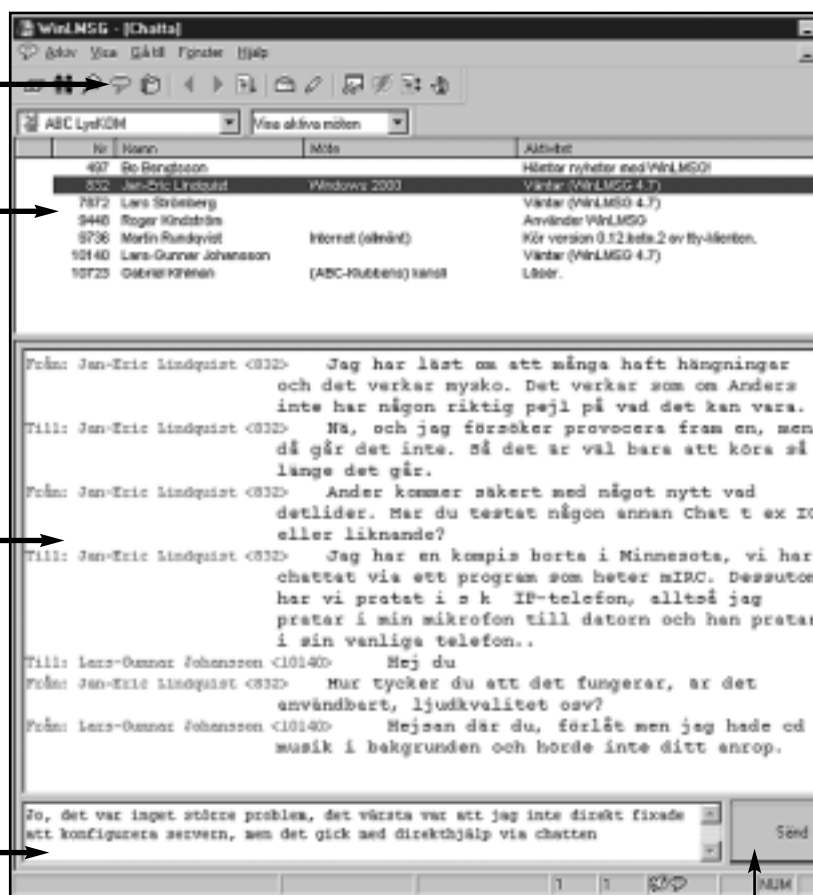 WinLMSG - [Chatta]
Arkiv Visa Gå till Fönster Hjälp
ABC LysKOM Visa aktiva möten
Nr Namn Möte Aktivitet
497 Bo Bengtsson Hämtar nyheter med WinLMSG!
832 Jan-Eric Lindquist Windows 2000 Väntar (WinLMSG 4.7)
7872 Lars Strömberg Väntar (WinLMSG 4.7)
9448 Roger Kindström Använder WinLMSG
9736 Martin Rundqvist Internet (allmänt) Kör version 0.12.beta.2 av tty-klienten.
10140 Lars-Gunnar Johansson Väntar (WinLMSG 4.7)
10723 Gabriel (ABC-Klubbens) kansli Läser.
Från: Jan-Eric Lindquist <832> Jag har läst om att många haft hängningar
och det verkar mysko. Det verkar som om Anders
inte har någon riktig pejl på vad det kan vara.
Till: Jan-Eric Lindquist <832> Nä, och jag försöker provocera fram en, men
då går det inte. Så det är väl bara att köra så
länge det går.
Från: Jan-Eric Lindquist <832> Ander kommer säkert med något nytt vad
detlider. Har du testat någon annan Chat t ex IC
eller liknande?
Till: Jan-Eric Lindquist <832> Jag har en kompis borta i Minnesota, vi har
chattat via ett program som heter mIRC. Dessutom
har vi pratat i s k IP-telefon, alltså jag
pratar i min mikrofon till datorn och han pratar
i sin vanliga telefon..
Till: Lars-Gunnar Johansson <10140> Hej du
Från: Jan-Eric Lindquist <832> Hur tycker du att det fungerar, är det
användbart, ljudkvalitet osv?
Från: Lars-Gunnar Johansson <10140> Hejsan där du, förlåt men jag hade cd
musik i bakgrunden och hörde inte ditt anrop.
Jo, det var inget större problem, det värsta var att jag inte direkt fixade
att konfigurera servern, men det gick med direkthjälp via chatten
Sänd
1 1 NUM